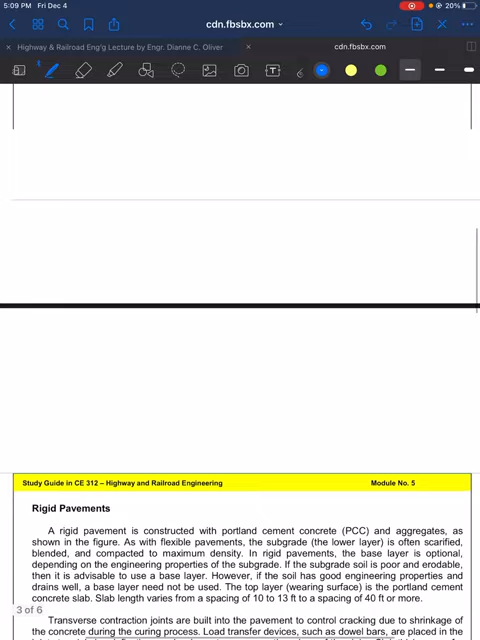 5:09 PM Fri Dec 4
20%
cdn.fbsbx.com
Highway & Railroad Eng'g Lecture by Engr. Dianne C. Oliver
cdn.fbsbx.com
Study Guide in CE 312 – Highway and Railroad Engineering Module No. 5
Rigid Pavements
A rigid pavement is constructed with portland cement concrete (PCC) and aggregates, as
shown in the figure. As with flexible pavements, the subgrade (the lower layer) is often scarified,
blended, and compacted to maximum density. In rigid pavements, the base layer is optional,
depending on the engineering properties of the subgrade. If the subgrade soil is poor and erodable,
then it is advisable to use a base layer. However, if the soil has good engineering properties and
drains well, a base layer need not be used. The top layer (wearing surface) is the portland cement
concrete slab. Slab length varies from a spacing of 10 to 13 ft to a spacing of 40 ft or more.
3 of 6
Transverse contraction joints are built into the pavement to control cracking due to shrinkage of
the concrete during the curing process. Load transfer devices, such as dowel bars, are placed in the